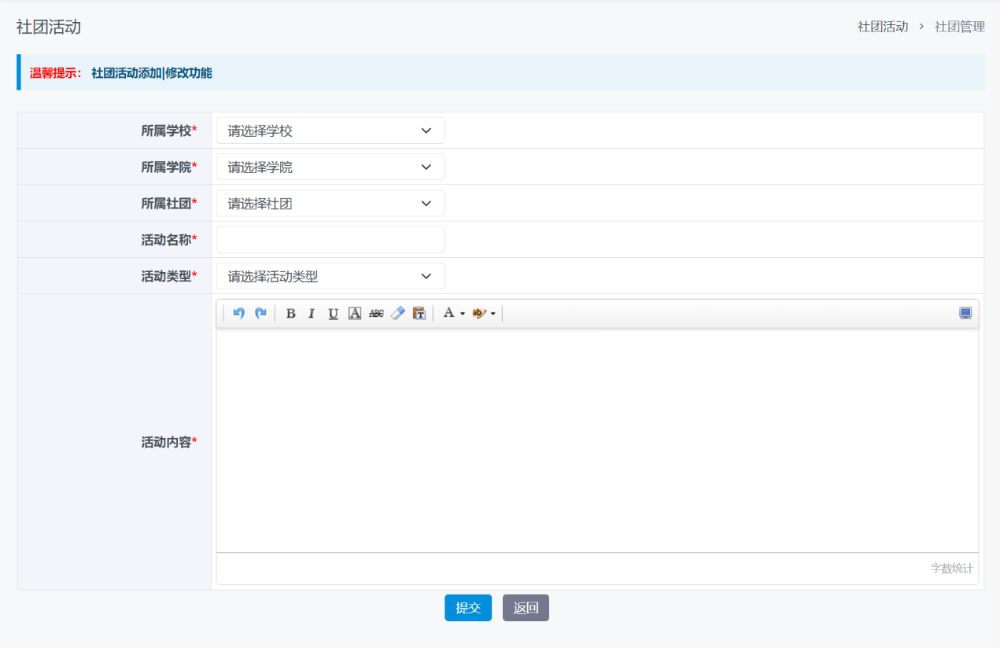 社团活动
社团活动 › 社团管理
温馨提示： 社团活动添加|修改功能
所属学校* 请选择学校
所属学院* 请选择学院
所属社团* 请选择社团
活动名称*
活动类型* 请选择活动类型
B I U A ABC T A ab
活动内容*
字数统计
提交 返回